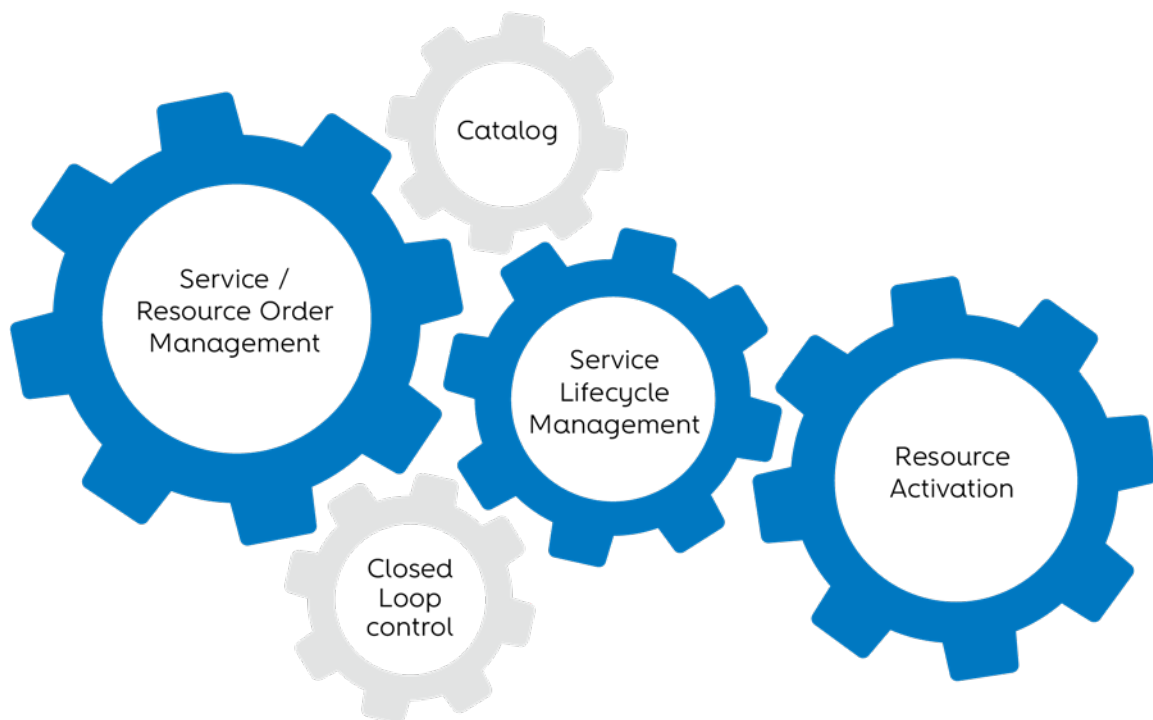 Catalog
Service /
Resource Order
Management
Service
Lifecycle
Management
Resource
Activation
Closed
Loop
control